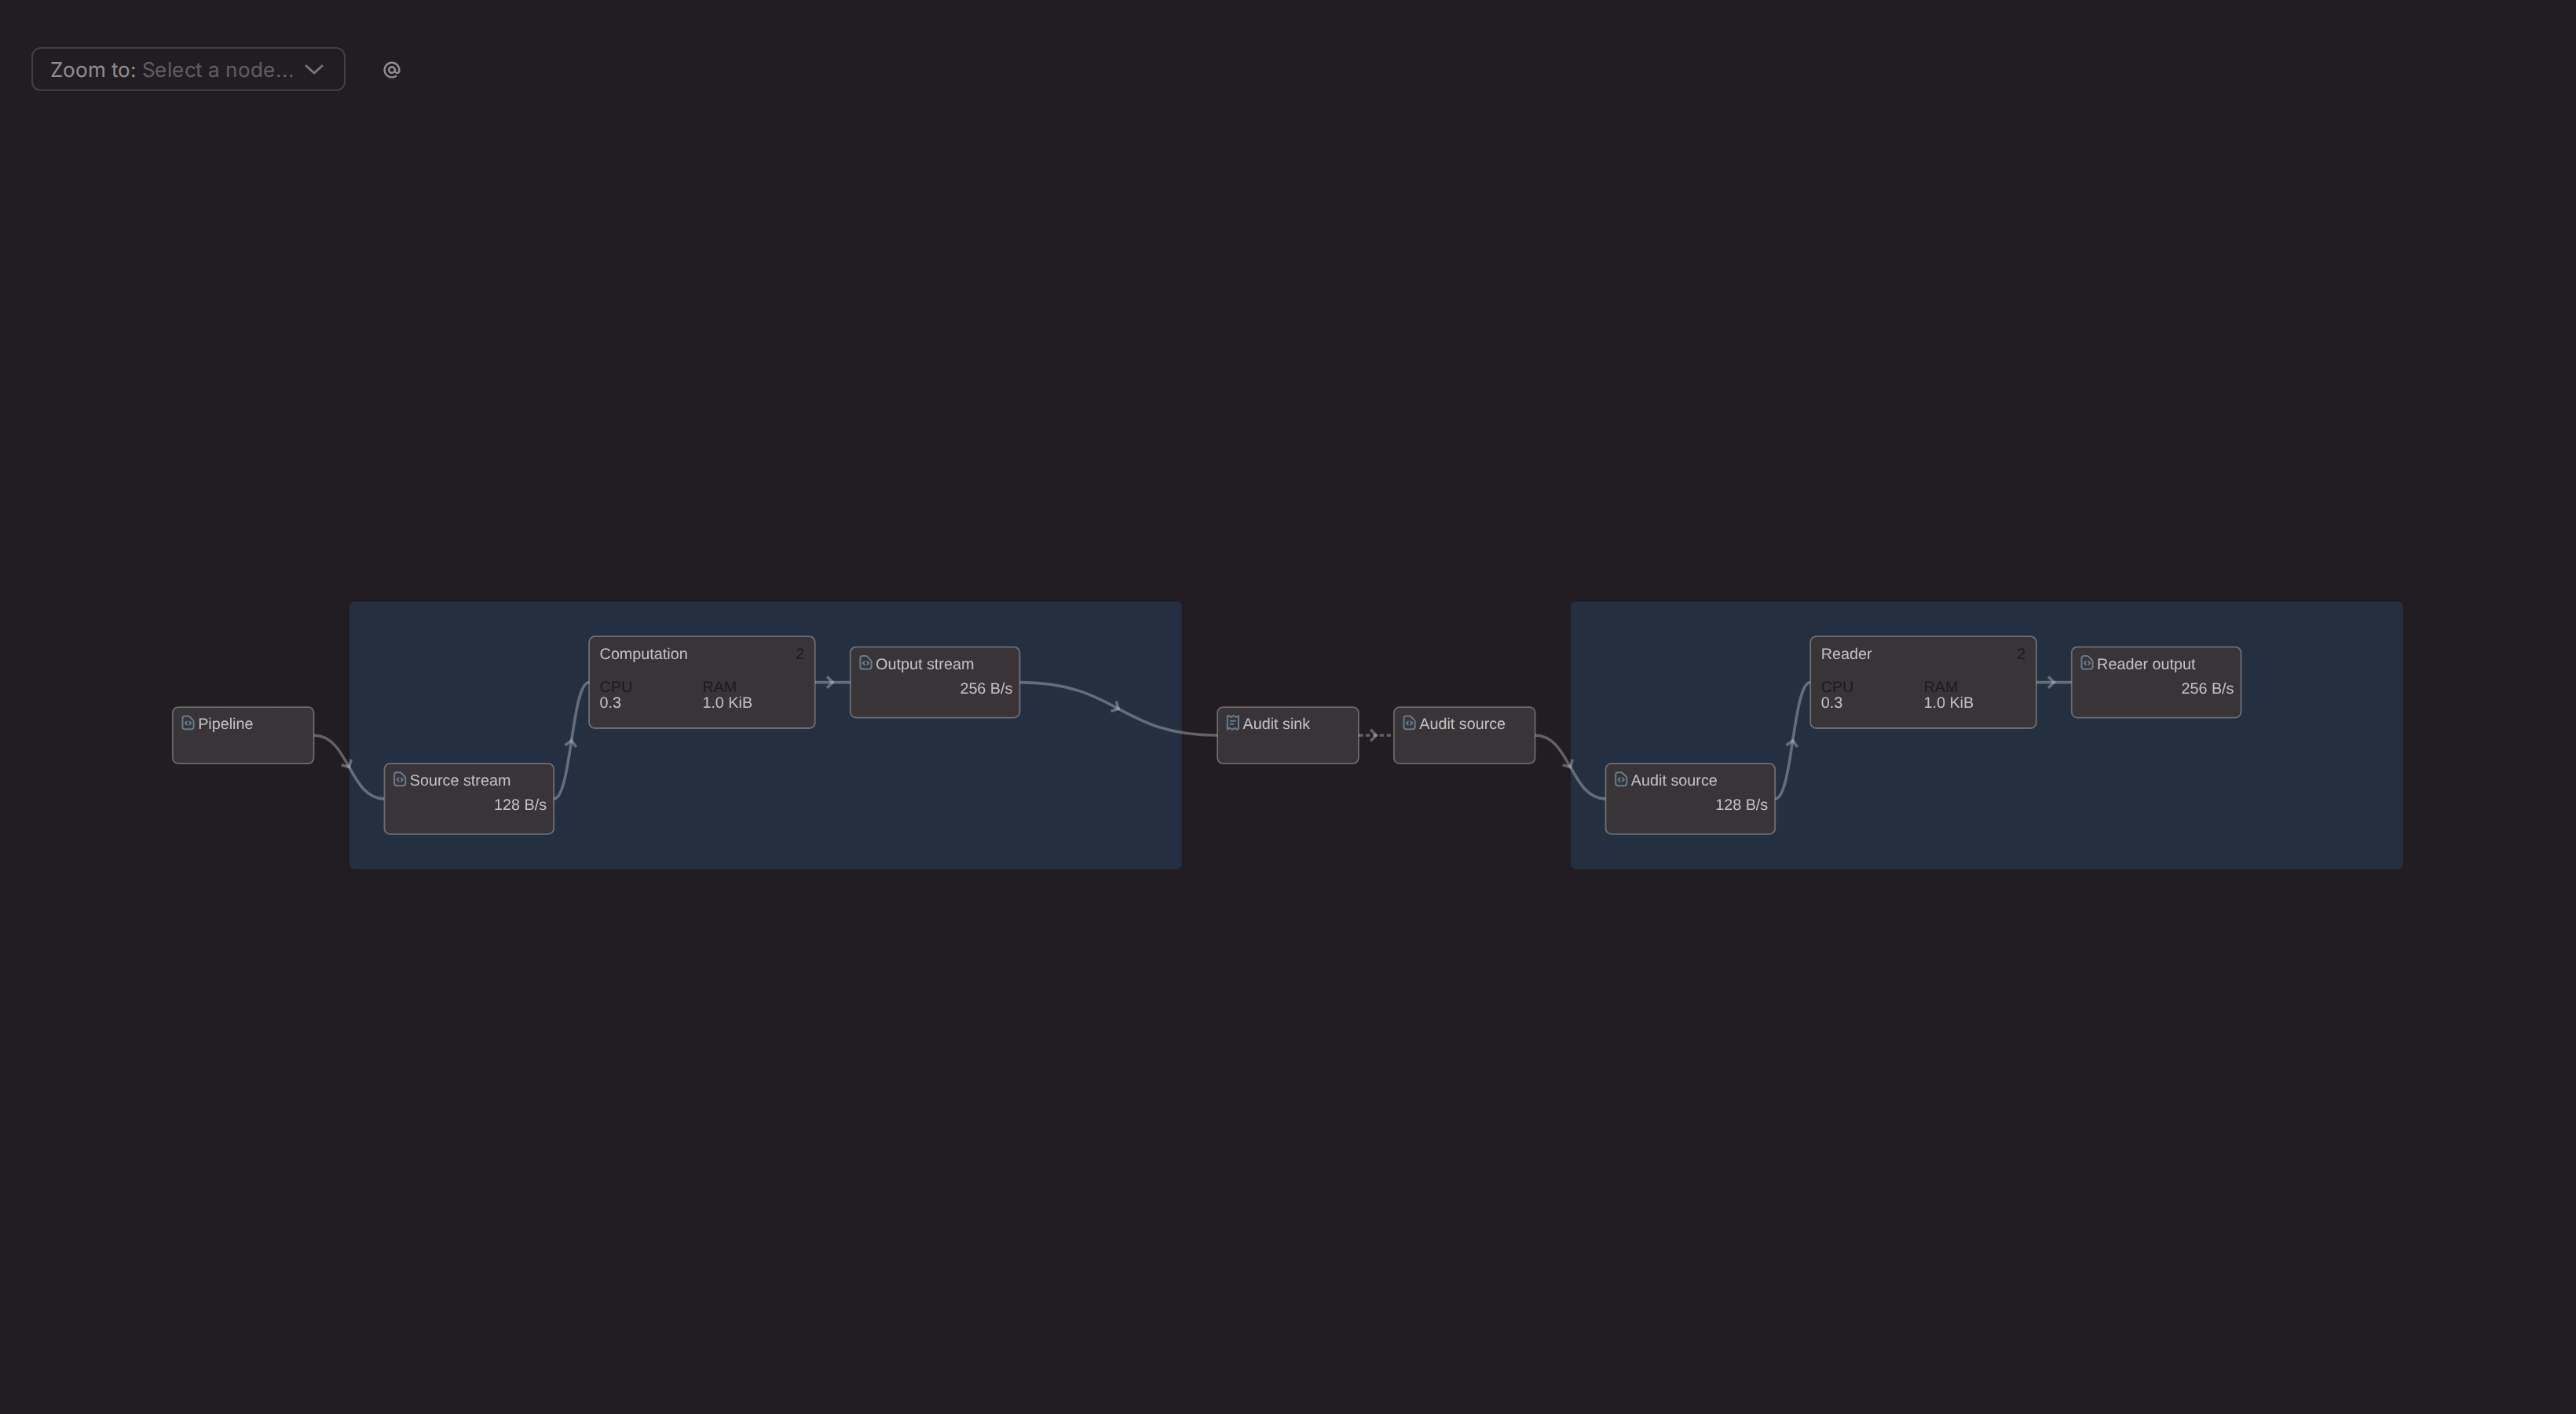 Zoom to: Select a node...
@
Pipeline
Source stream
128 B/s
Computation 2
CPU RAM
0.3 1.0 KiB
Output stream
256 B/s
Audit sink
Audit source
Audit source
128 B/s
Reader 2
CPU RAM
0.3 1.0 KiB
Reader output
256 B/s